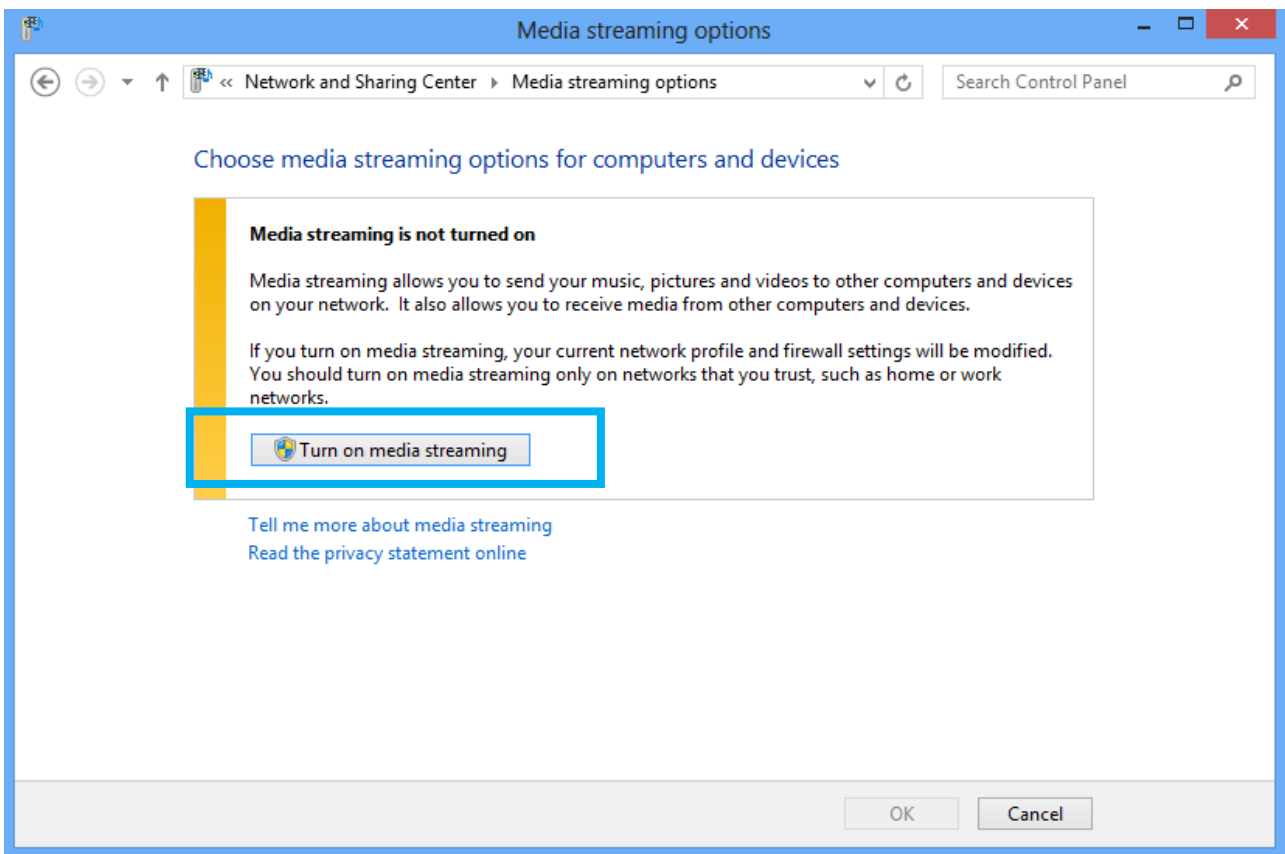 Media streaming options
« Network and Sharing Center ▸ Media streaming options
Search Control Panel
Choose media streaming options for computers and devices
Media streaming is not turned on
Media streaming allows you to send your music, pictures and videos to other computers and devices
on your network.  It also allows you to receive media from other computers and devices.
If you turn on media streaming, your current network profile and firewall settings will be modified.
You should turn on media streaming only on networks that you trust, such as home or work
networks.
Turn on media streaming
Tell me more about media streaming
Read the privacy statement online
OK
Cancel